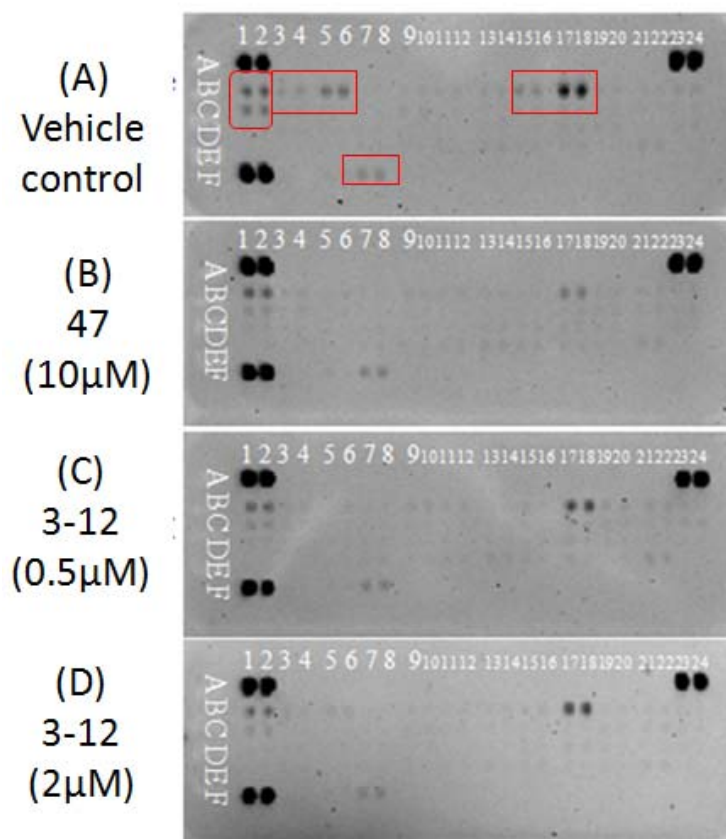 (A)
Vehicle
control
1 2 3 4 5 6 7 8 9 10 11 12 13 14 15 16 17 18 19 20 21 22 23 24
A B C D E F
(B)
47
(10µM)
1 2 3 4 5 6 7 8 9 10 11 12 13 14 15 16 17 18 19 20 21 22 23 24
A B C D E F
(C)
3-12
(0.5µM)
1 2 3 4 5 6 7 8 9 10 11 12 13 14 15 16 17 18 19 20 21 22 23 24
A B C D E F
(D)
3-12
(2µM)
1 2 3 4 5 6 7 8 9 10 11 12 13 14 15 16 17 18 19 20 21 22 23 24
A B C D E F